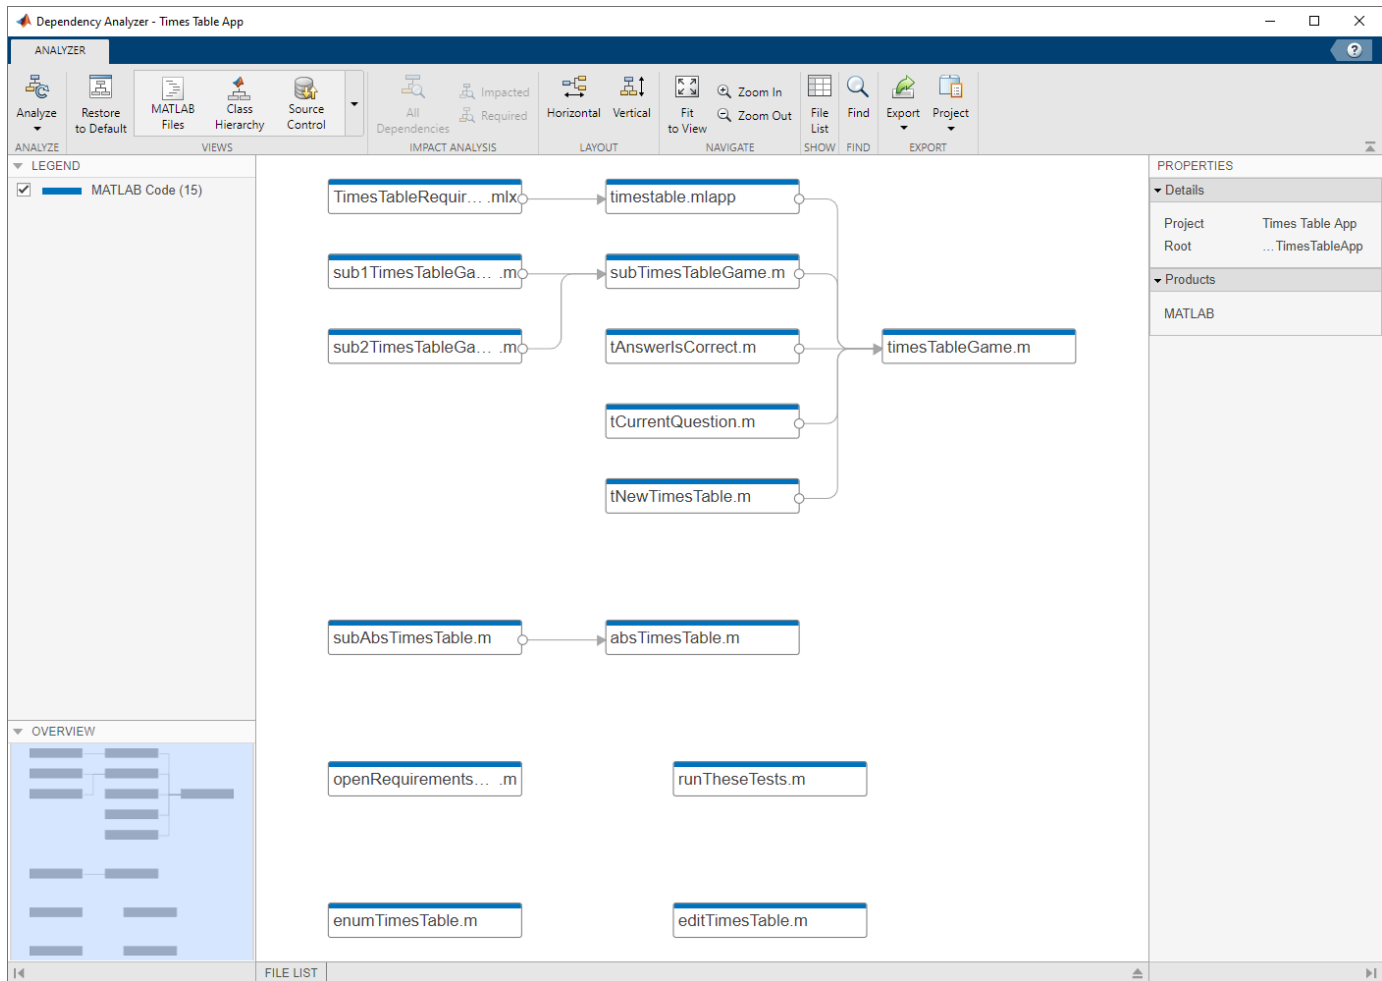 Dependency Analyzer - Times Table App
ANALYZER
?
Analyze
Restore to Default
MATLAB Files
Class Hierarchy
Source Control
All Dependencies
Impacted
Required
Horizontal
Vertical
Fit to View
Zoom In
Zoom Out
File List
Find
Export
Project
ANALYZE
VIEWS
IMPACT ANALYSIS
LAYOUT
NAVIGATE
SHOW
FIND
EXPORT
LEGEND
MATLAB Code (15)
TimesTableRequir... .mlx
timestable.mlapp
sub1TimesTableGa... .m
subTimesTableGame.m
sub2TimesTableGa... .m
tAnswerIsCorrect.m
timesTableGame.m
tCurrentQuestion.m
tNewTimesTable.m
subAbsTimesTable.m
absTimesTable.m
openRequirements... .m
runTheseTests.m
enumTimesTable.m
editTimesTable.m
PROPERTIES
Details
Project Times Table App
Root ...TimesTableApp
Products
MATLAB
OVERVIEW
FILE LIST